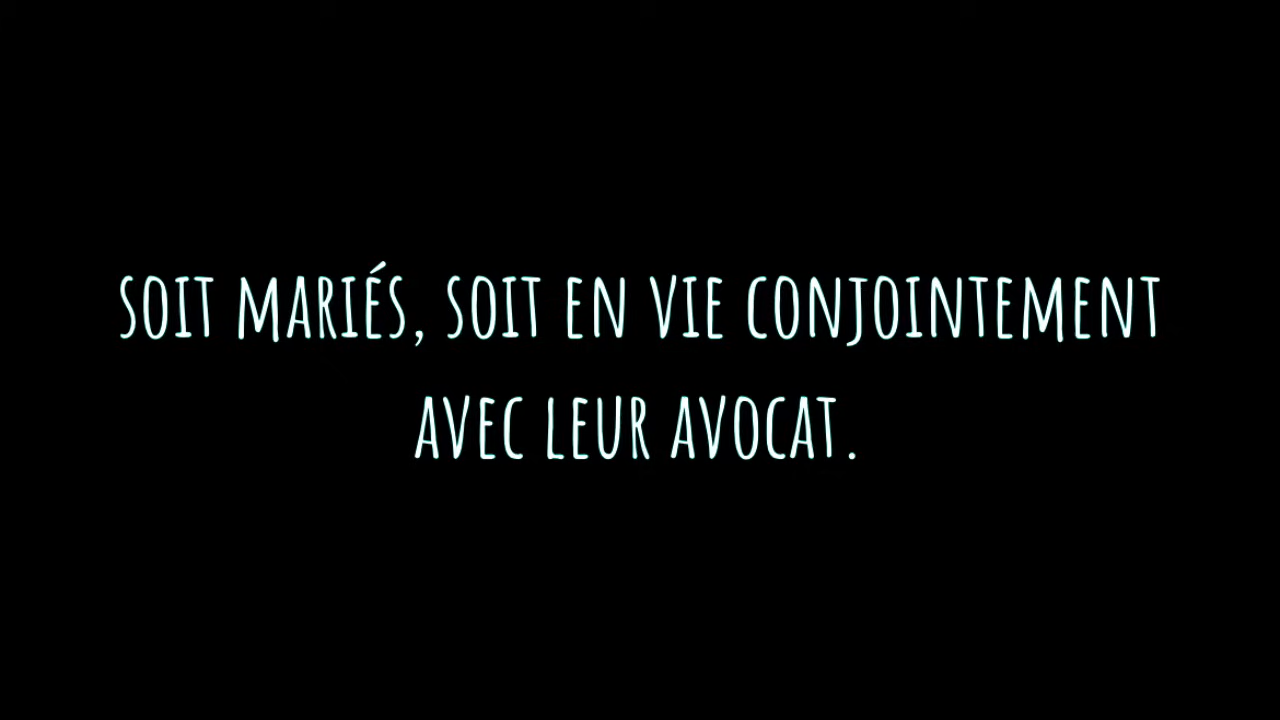 SOIT MARIÉS, SOIT EN VIE CONJOINTEMENT
AVEC LEUR AVOCAT.